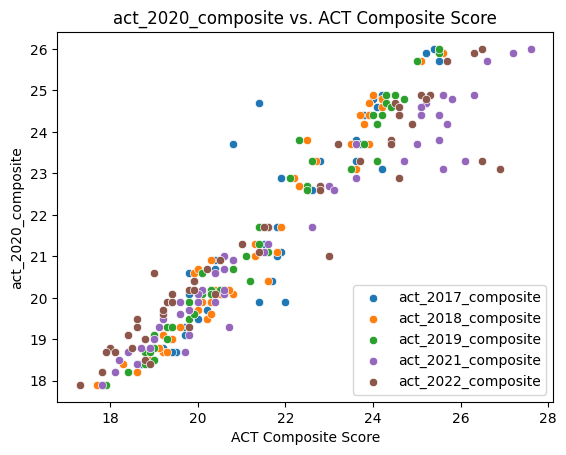 act_2020_composite vs. ACT Composite Score
act_2020_composite
26
25
24
23
22
21
20
19
18
18
20
22
24
26
28
ACT Composite Score
act_2017_composite
act_2018_composite
act_2019_composite
act_2021_composite
act_2022_composite